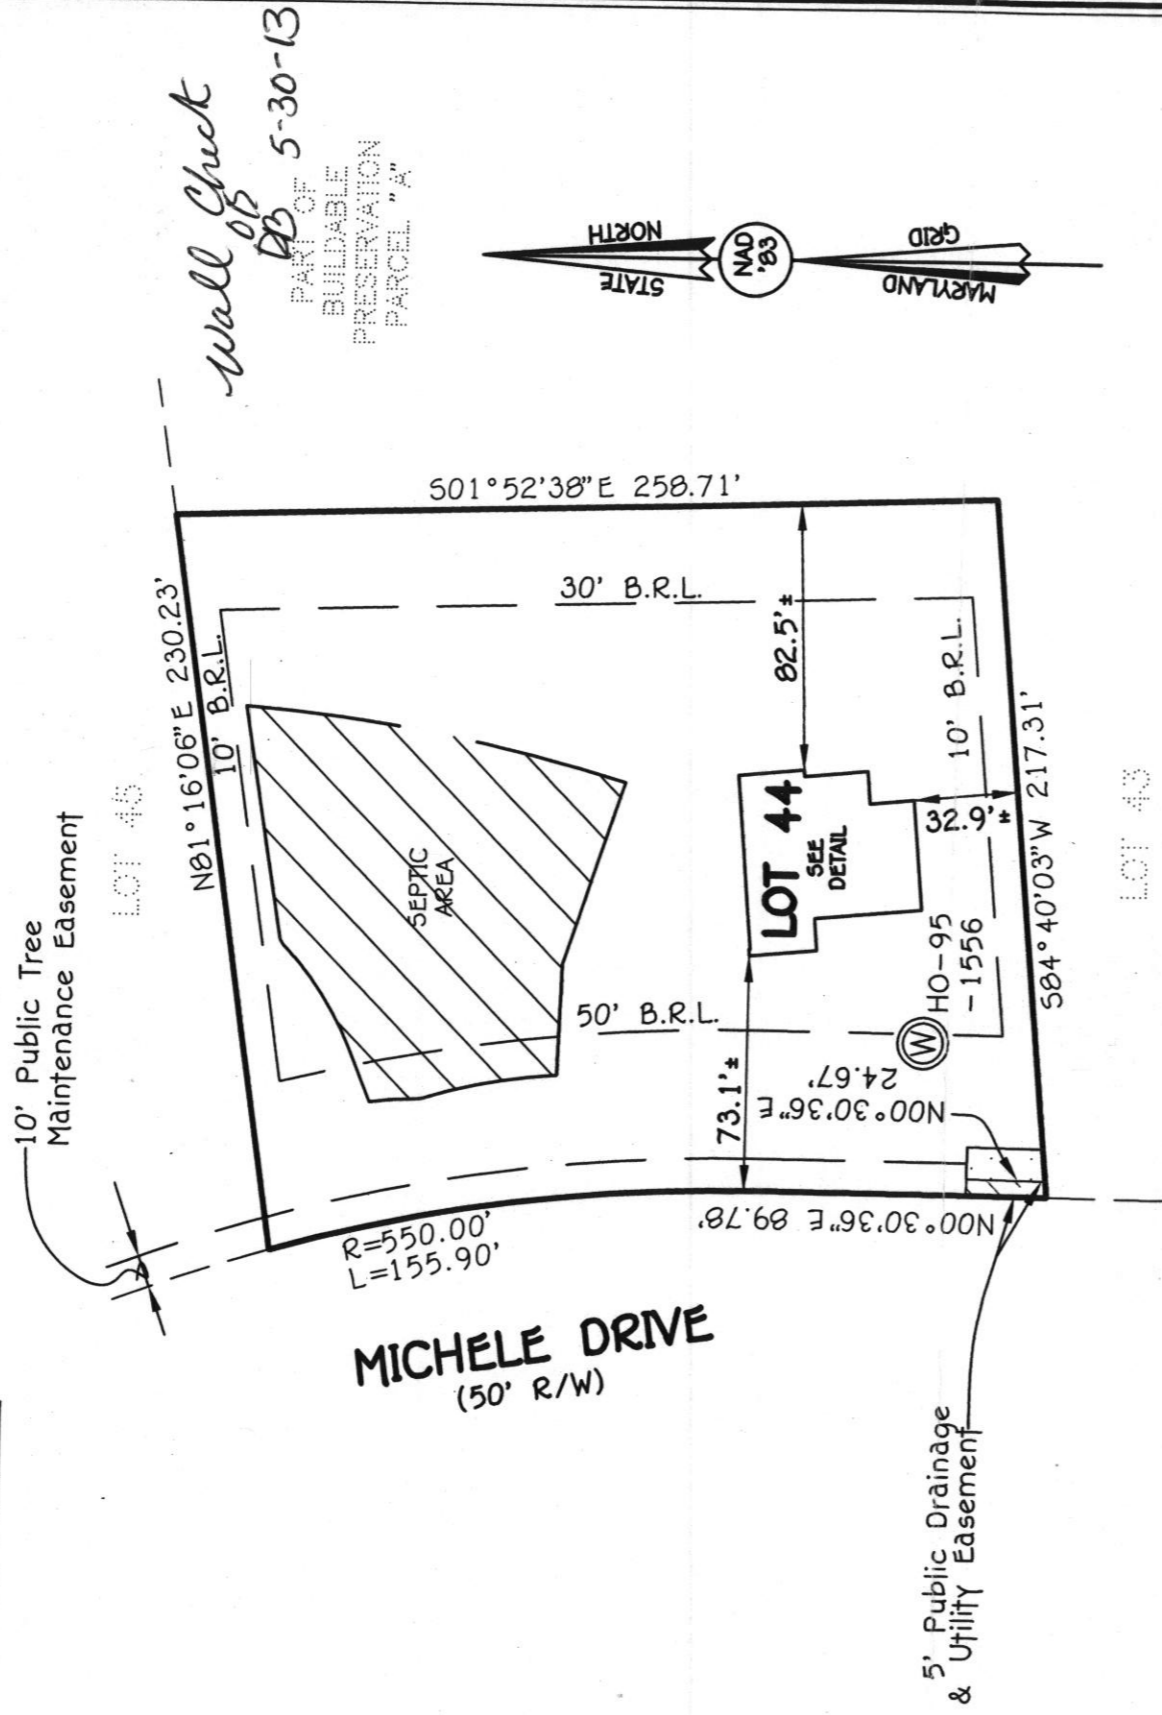 Wall Check
OB
DB 5-30-13
PART OF
BUILDABLE
PRESERVATION
PARCEL "A"
STATE NORTH
NAD
'83
MARYLAND GRID
10' Public Tree
Maintenance Easement
LOT 45
N81°16'06"E 230.23'
10' B.R.L.
S01°52'38"E 258.71'
30' B.R.L.
SEPTIC
AREA
82.5'±
LOT 44
SEE
DETAIL
10' B.R.L.
32.9'±
S84°40'03"W 217.31'
LOT 43
HO-95
-1556
W
50' B.R.L.
73.1'±
N00°30'36"E
24.67'
N00°30'36"E 89.78'
R=550.00'
L=155.90'
MICHELE DRIVE
(50' R/W)
5' Public Drainage
& Utility Easement